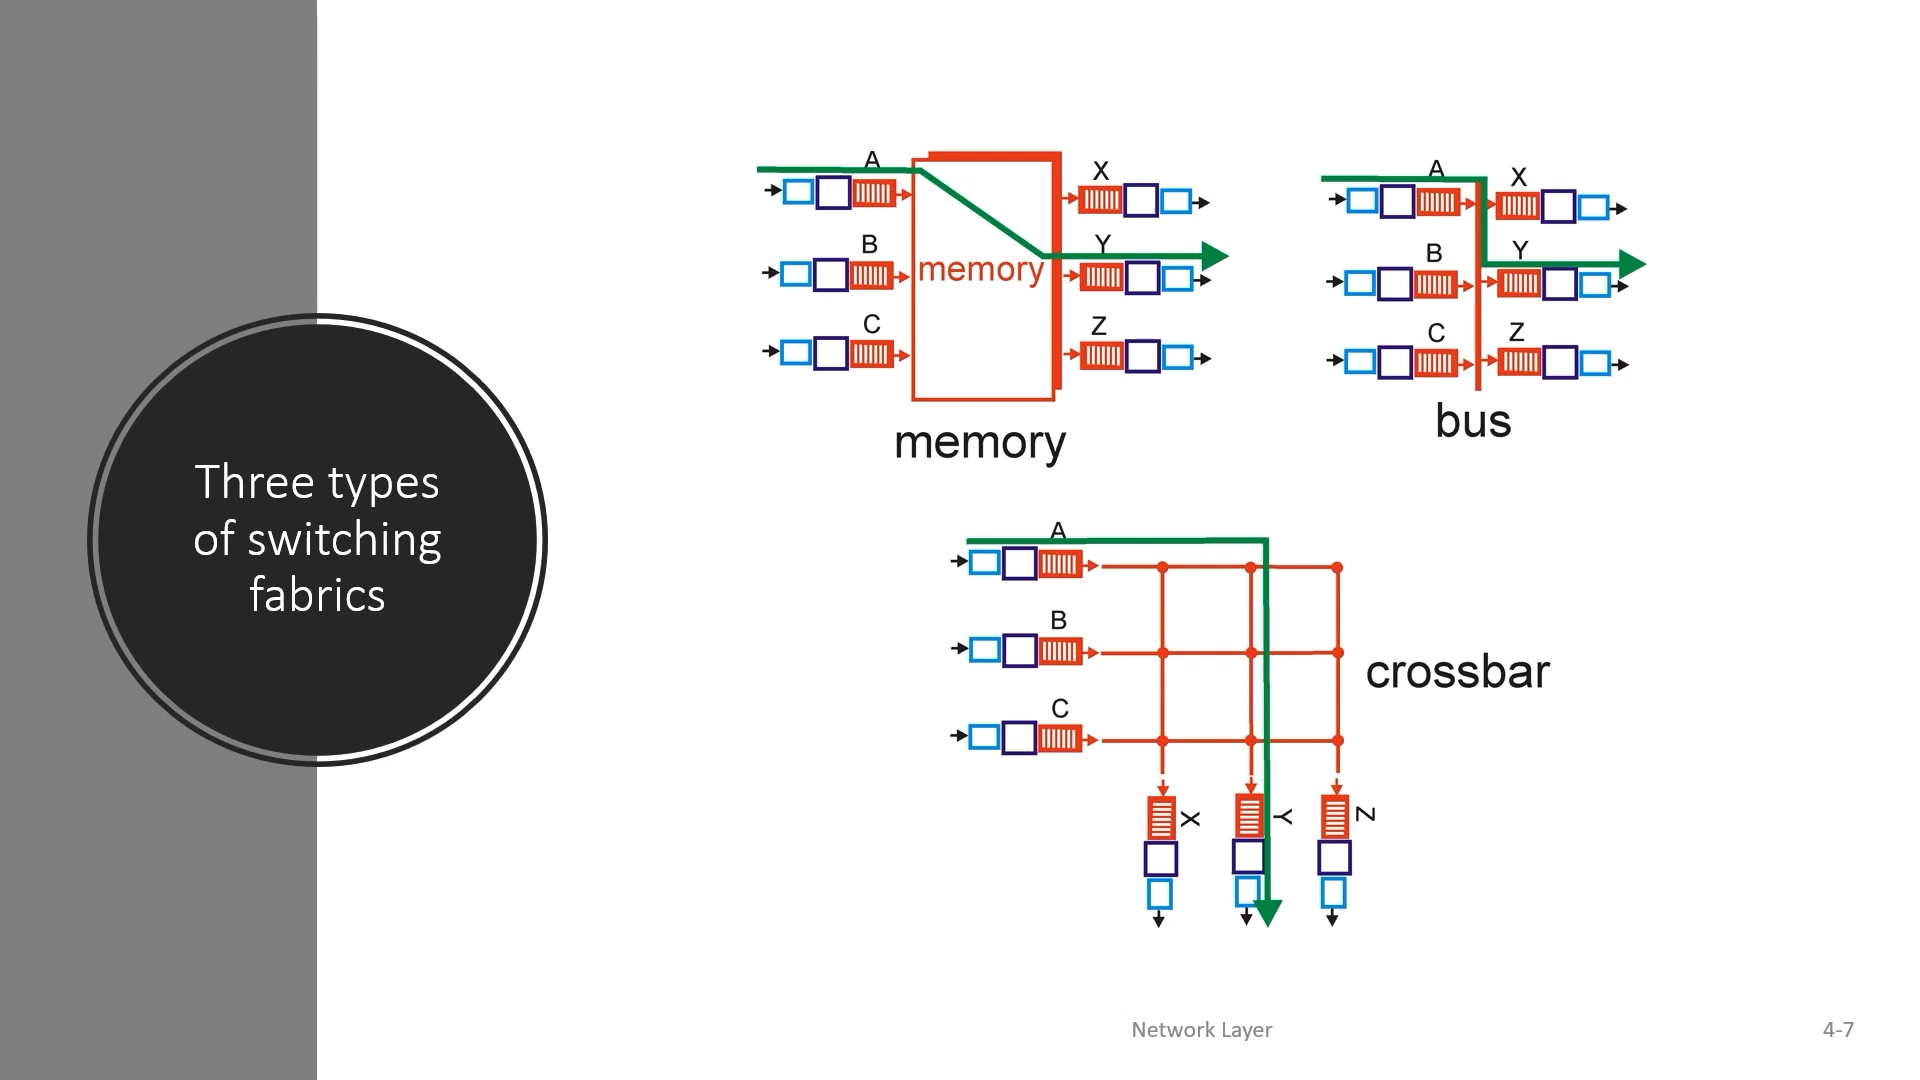 Three types
of switching
fabrics
A
B
C
memory
X
Y
Z
memory
A
B
C
X
Y
Z
bus
A
B
C
X
Y
Z
crossbar
Network Layer
4-7